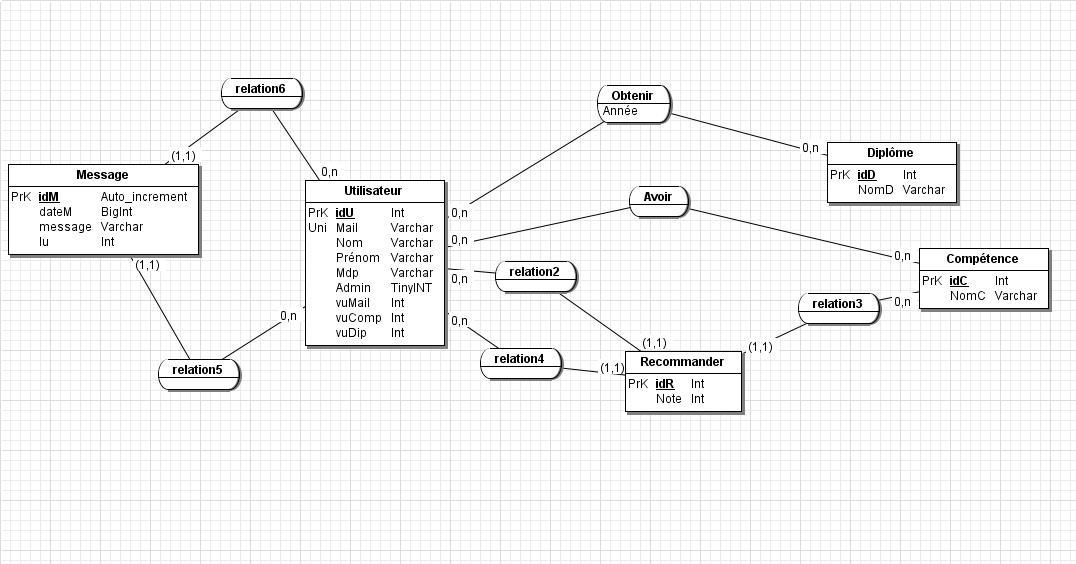 relation6
(1,1)
0,n
Message
PrK idM Auto_increment
dateM BigInt
message Varchar
lu Int
(1,1)
relation5
0,n
Utilisateur
PrK idU Int
Uni Mail Varchar
Nom Varchar
Prénom Varchar
Mdp Varchar
Admin TinyINT
vuMail Int
vuComp Int
vuDip Int
0,n
Obtenir
Année
0,n
Diplôme
PrK idD Int
NomD Varchar
0,n
Avoir
0,n
Compétence
PrK idC Int
NomC Varchar
0,n
relation2
(1,1)
0,n
relation3
(1,1)
0,n
relation4
(1,1)
Recommander
PrK idR Int
Note Int